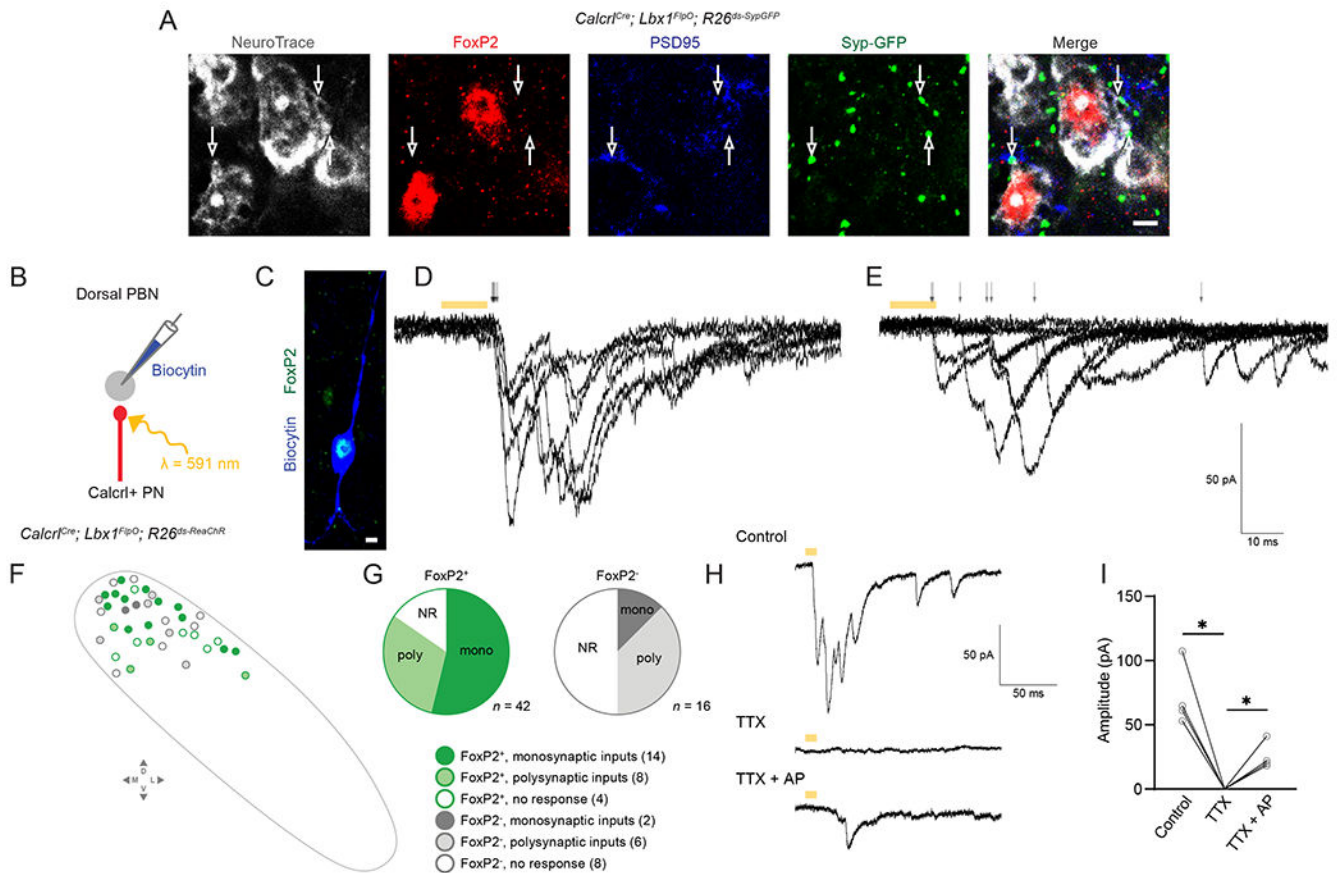 A
Calcrl^Cre; Lbx1^FlpO; R26^ds-SypGFP
NeuroTrace FoxP2 PSD95 Syp-GFP Merge
B
Dorsal PBN
Biocytin
λ = 591 nm
Calcrl+ PN
Calcrl^Cre; Lbx1^FlpO; R26^ds-ReaChR
C
Biocytin FoxP2
D
E
50 pA
10 ms
F
D
M L
V
G
FoxP2+ FoxP2-
NR mono poly
n = 42
NR mono poly
n = 16
FoxP2+, monosynaptic inputs (14)
FoxP2+, polysynaptic inputs (8)
FoxP2+, no response (4)
FoxP2-, monosynaptic inputs (2)
FoxP2-, polysynaptic inputs (6)
FoxP2-, no response (8)
H
Control
50 pA
50 ms
TTX
TTX + AP
I
Amplitude (pA)
150
100
50
0
* *
Control TTX TTX + AP